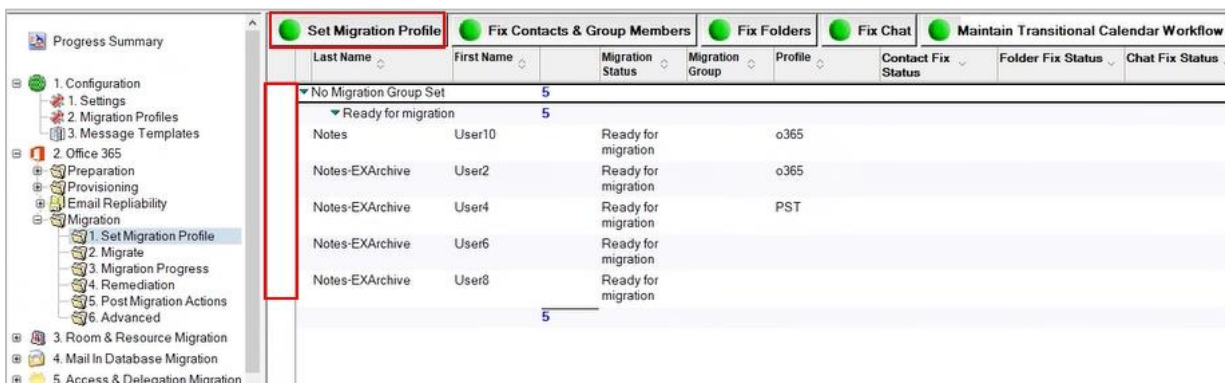 Progress Summary
1. Configuration
1. Settings
2. Migration Profiles
3. Message Templates
2. Office 365
Preparation
Provisioning
Email Repliability
Migration
1. Set Migration Profile
2. Migrate
3. Migration Progress
4. Remediation
5. Post Migration Actions
6. Advanced
3. Room & Resource Migration
4. Mail In Database Migration
5. Access & Delegation Migration
Set Migration Profile Fix Contacts & Group Members Fix Folders Fix Chat Maintain Transitional Calendar Workflow
Last Name First Name Migration Status Migration Group Profile Contact Fix Status Folder Fix Status Chat Fix Status
No Migration Group Set 5
Ready for migration 5
Notes User10 Ready for migration o365
Notes-EXArchive User2 Ready for migration o365
Notes-EXArchive User4 Ready for migration PST
Notes-EXArchive User6 Ready for migration
Notes-EXArchive User8 Ready for migration
5